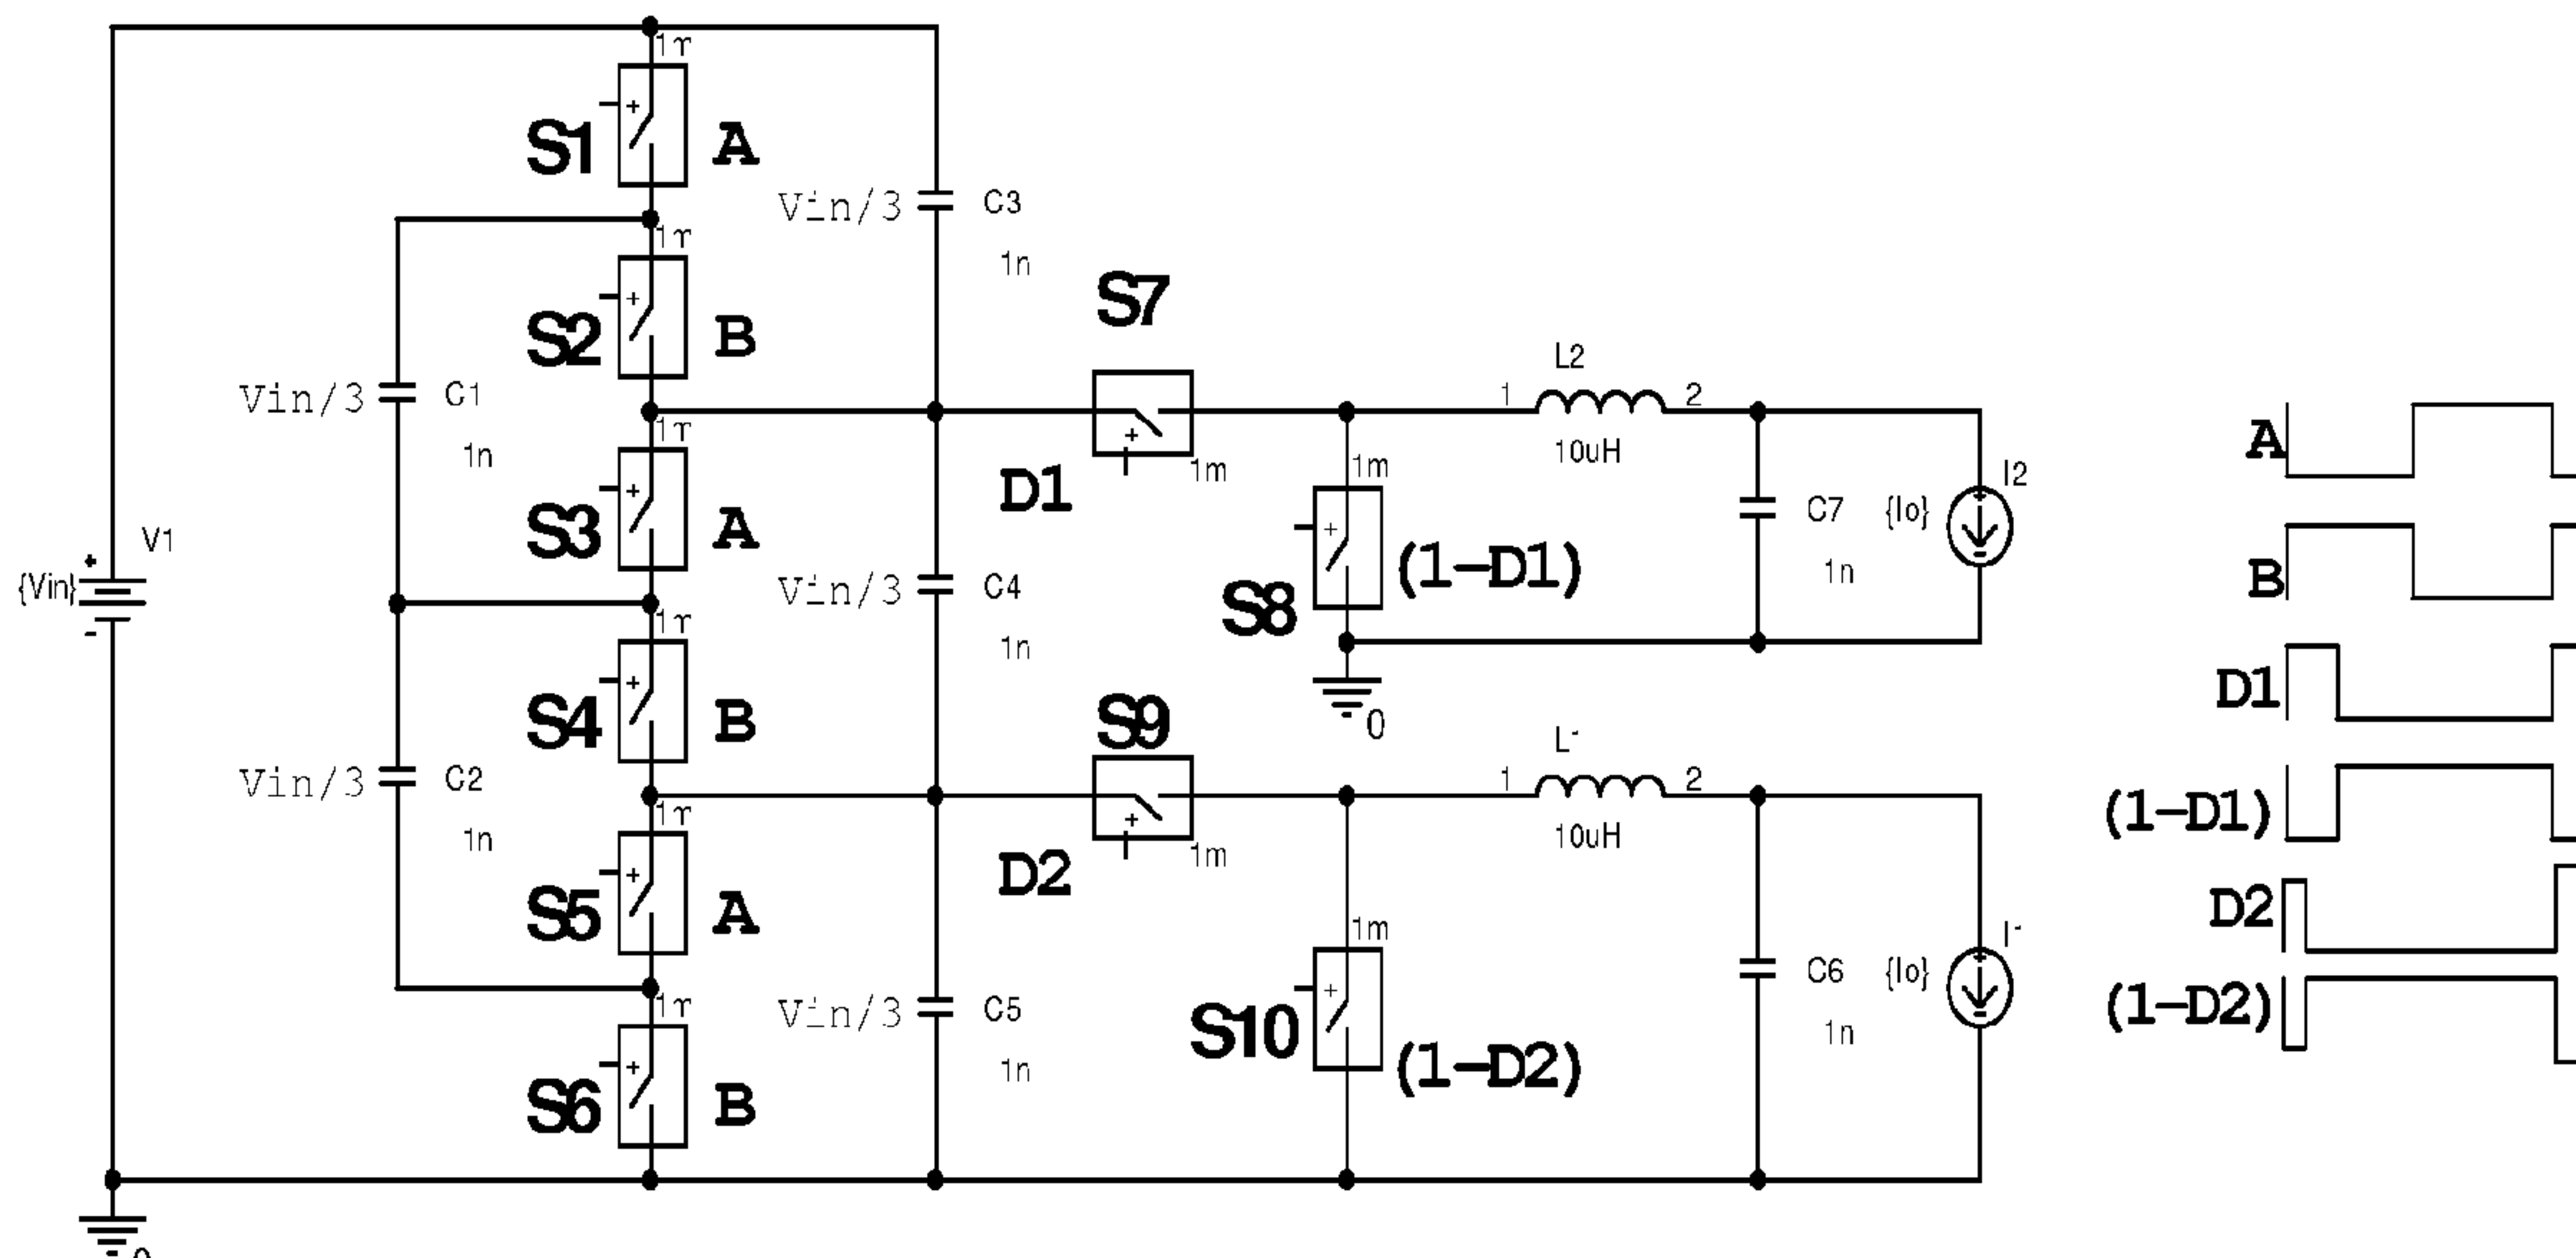 1m
S1
A
Vin/3
C3
1n
1m
S2
B
Vin/3
C1
1n
S7
D1
1m
1m
S3
A
Vin/3
C4
1n
L2
1
2
10uH
1m
S8
(1-D1)
C7
1n
{Io}
I2
0
V1
+
{Vin}
-
1m
S4
B
Vin/3
C2
1n
S9
D2
1m
1m
S5
A
Vin/3
C5
1n
1
2
10uH
1m
S10
(1-D2)
C6
1n
{Io}
1m
S6
B
0
A
B
D1
(1-D1)
D2
(1-D2)